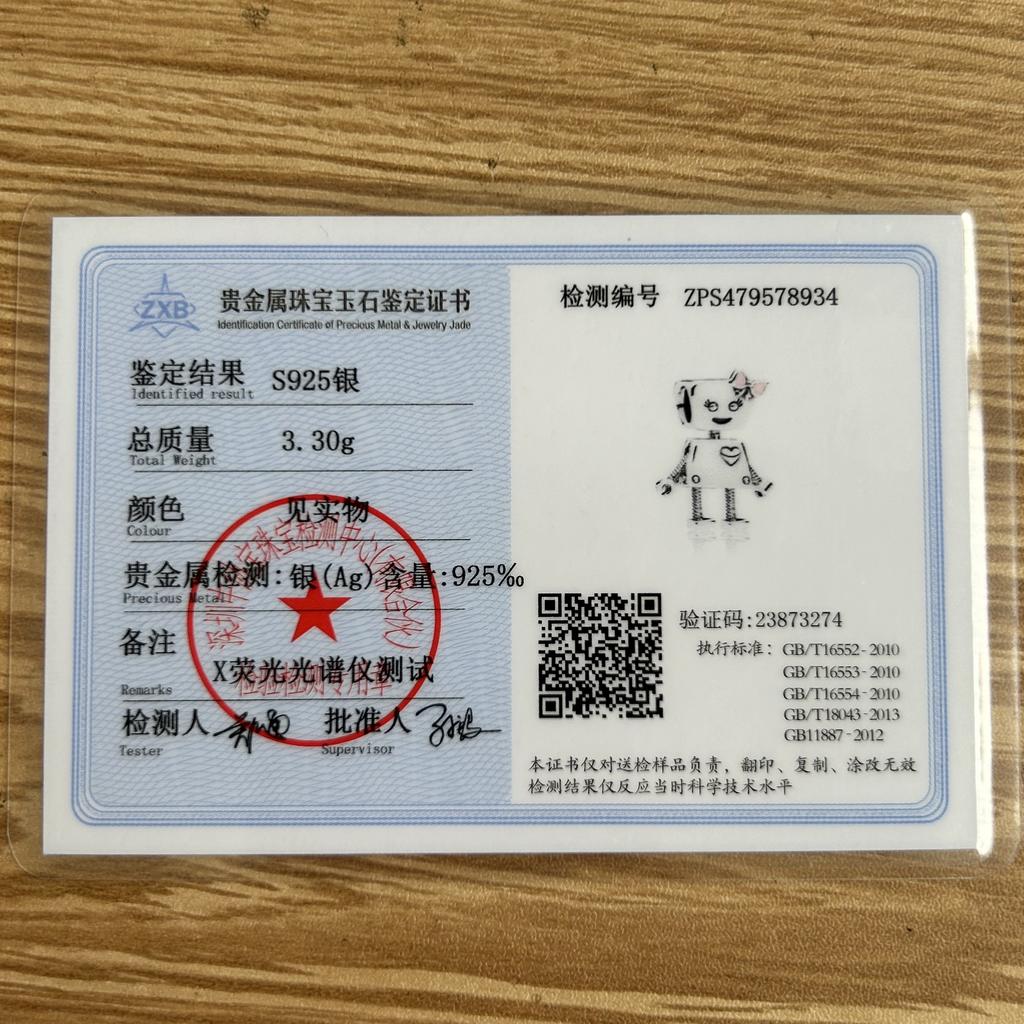 ZXB
贵金属珠宝玉石鉴定证书
Identification Certificate of Precious Metal & Jewelry Jade
鉴定结果 S925银
Identified result
总质量 3.30g
Total Weight
颜色 见实物
Colour
贵金属检测:银(Ag)含量:925‰
Precious Metal
备注
X荧光光谱仪测试
Remarks
检测人 批准人
Tester Supervisor
检测编号 ZPS479578934
验证码:23873274
执行标准: GB/T16552-2010
GB/T16553-2010
GB/T16554-2010
GB/T18043-2013
GB11887-2012
本证书仅对送检样品负责，翻印、复制、涂改无效
检测结果仅反应当时科学技术水平